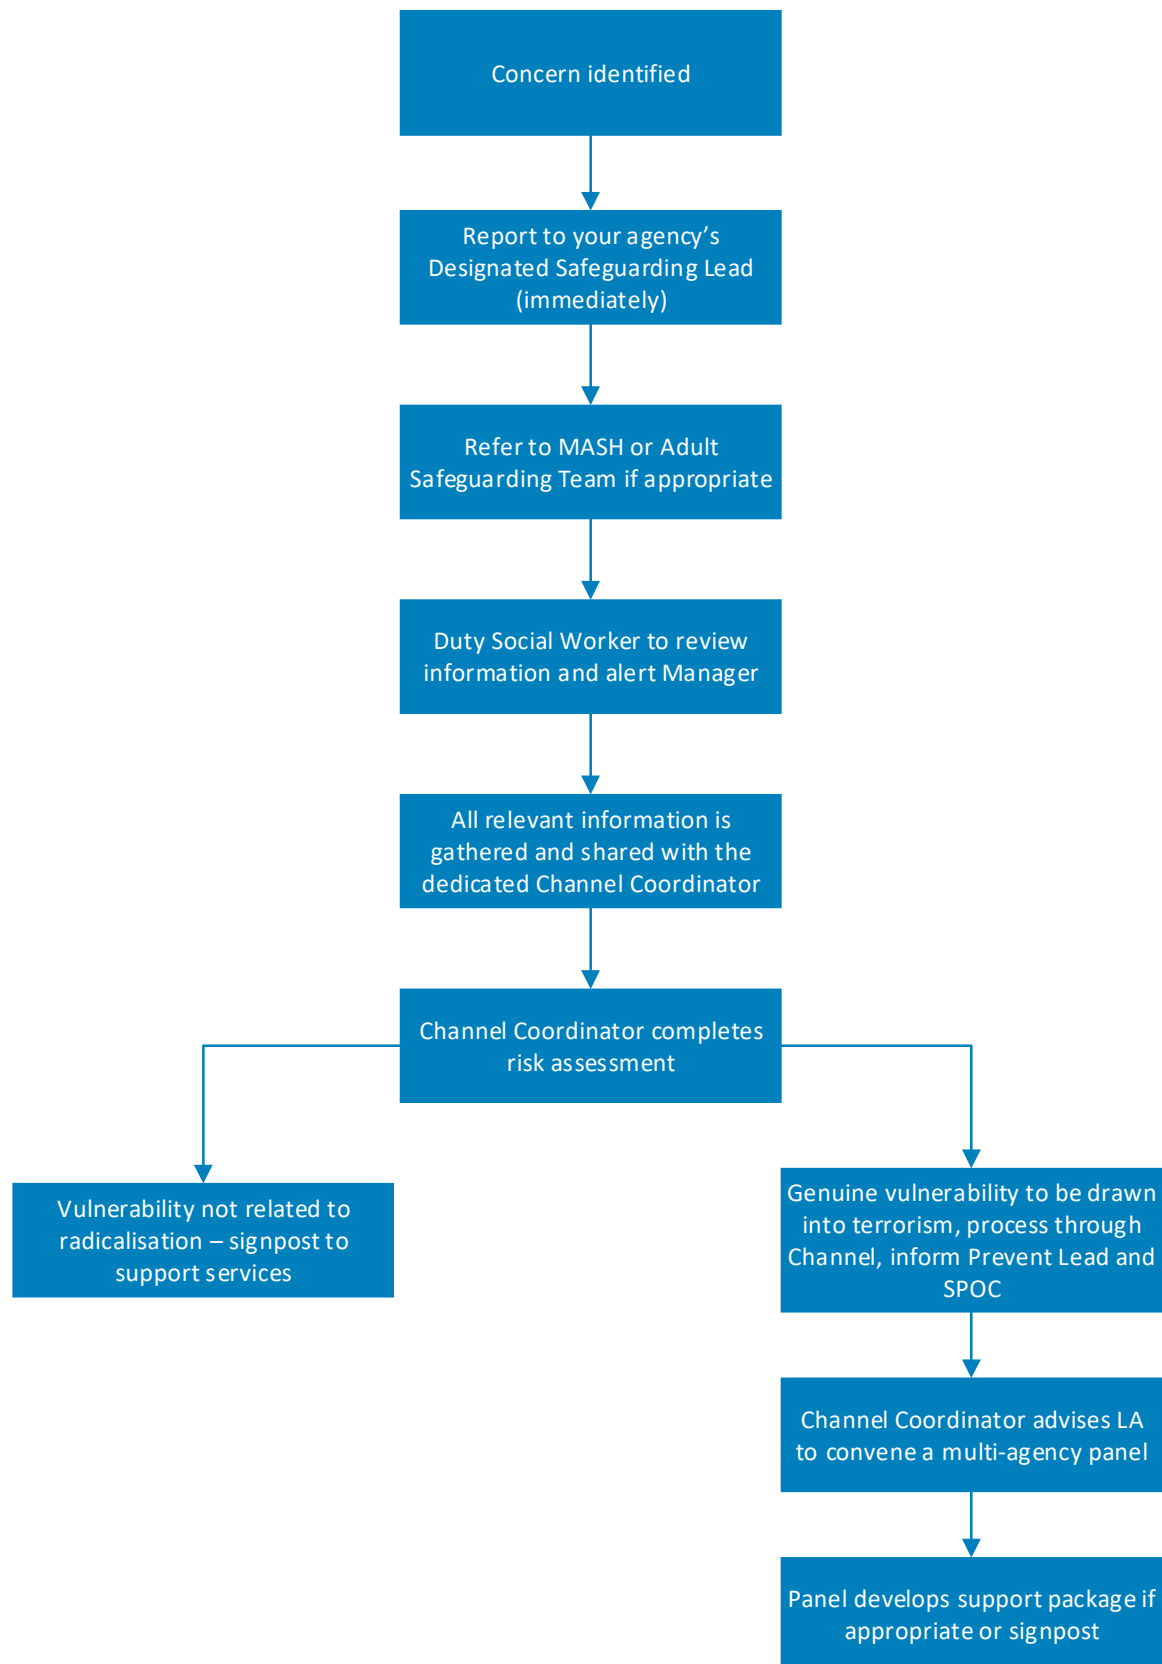 Concern identified
Report to your agency’s
Designated Safeguarding Lead
(immediately)
Refer to MASH or Adult
Safeguarding Team if appropriate
Duty Social Worker to review
information and alert Manager
All relevant information is
gathered and shared with the
dedicated Channel Coordinator
Channel Coordinator completes
risk assessment
Vulnerability not related to
radicalisation – signpost to
support services
Genuine vulnerability to be drawn
into terrorism, process through
Channel, inform Prevent Lead and
SPOC
Channel Coordinator advises LA
to convene a multi-agency panel
Panel develops support package if
appropriate or signpost